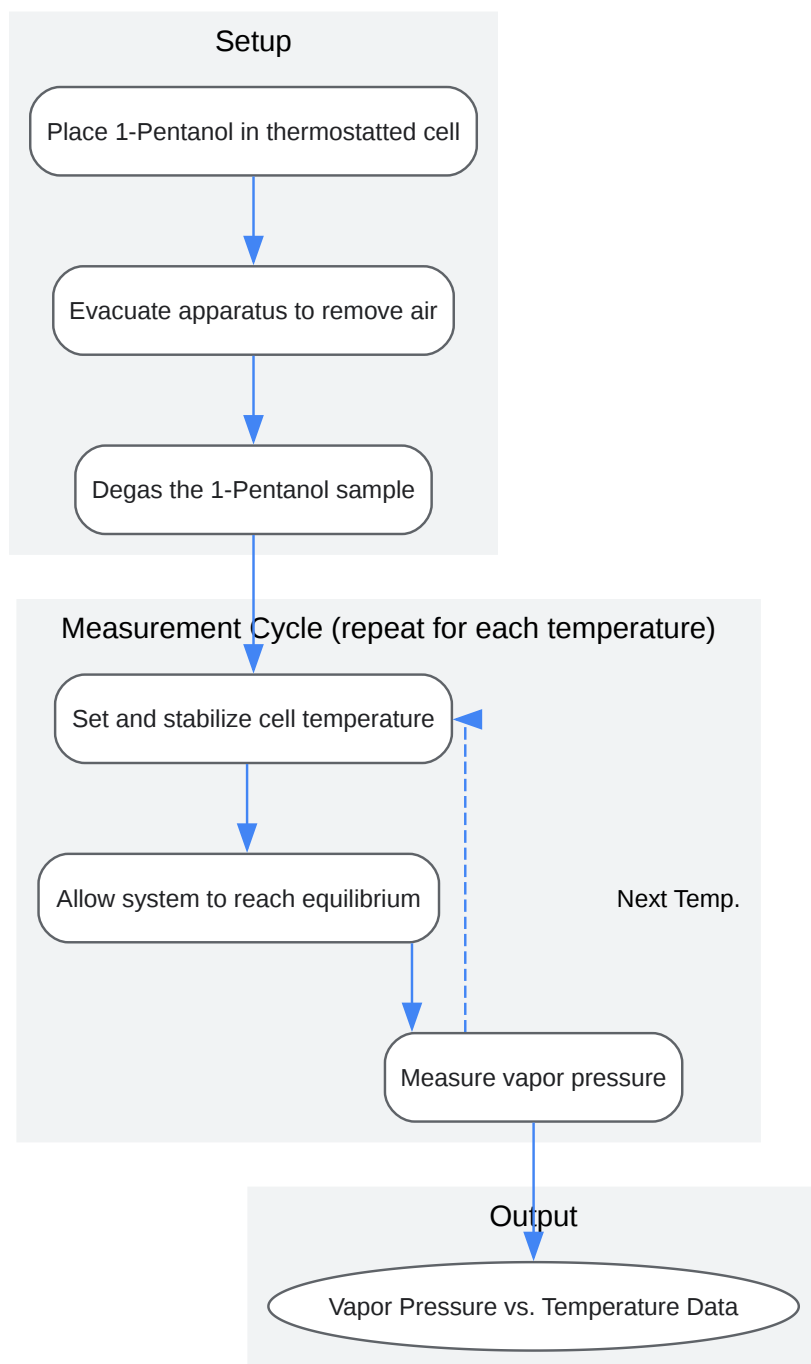 Setup
Place 1-Pentanol in thermostatted cell
Evacuate apparatus to remove air
Degas the 1-Pentanol sample
Measurement Cycle (repeat for each temperature)
Set and stabilize cell temperature
Allow system to reach equilibrium
Next Temp.
Measure vapor pressure
Output
Vapor Pressure vs. Temperature Data